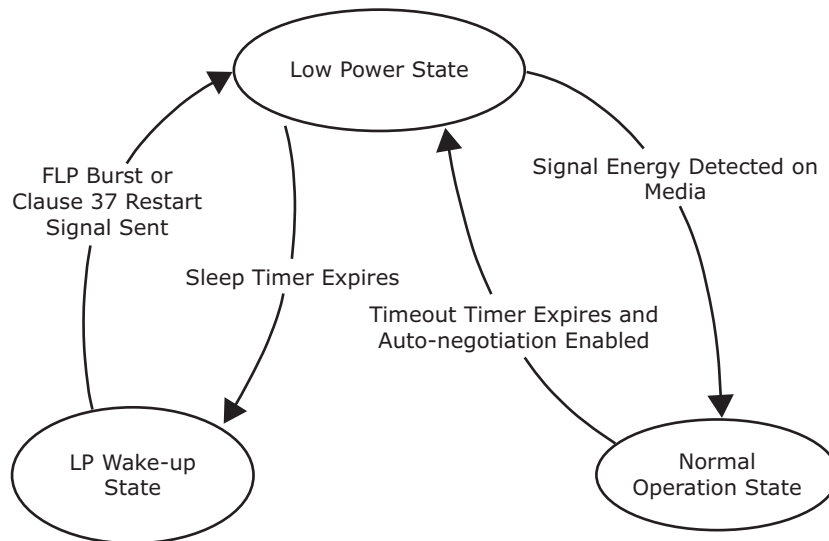 Low Power State
FLP Burst or
Clause 37 Restart
Signal Sent
Signal Energy Detected on
Media
Sleep Timer Expires
Timeout Timer Expires and
Auto-negotiation Enabled
LP Wake-up
State
Normal
Operation State